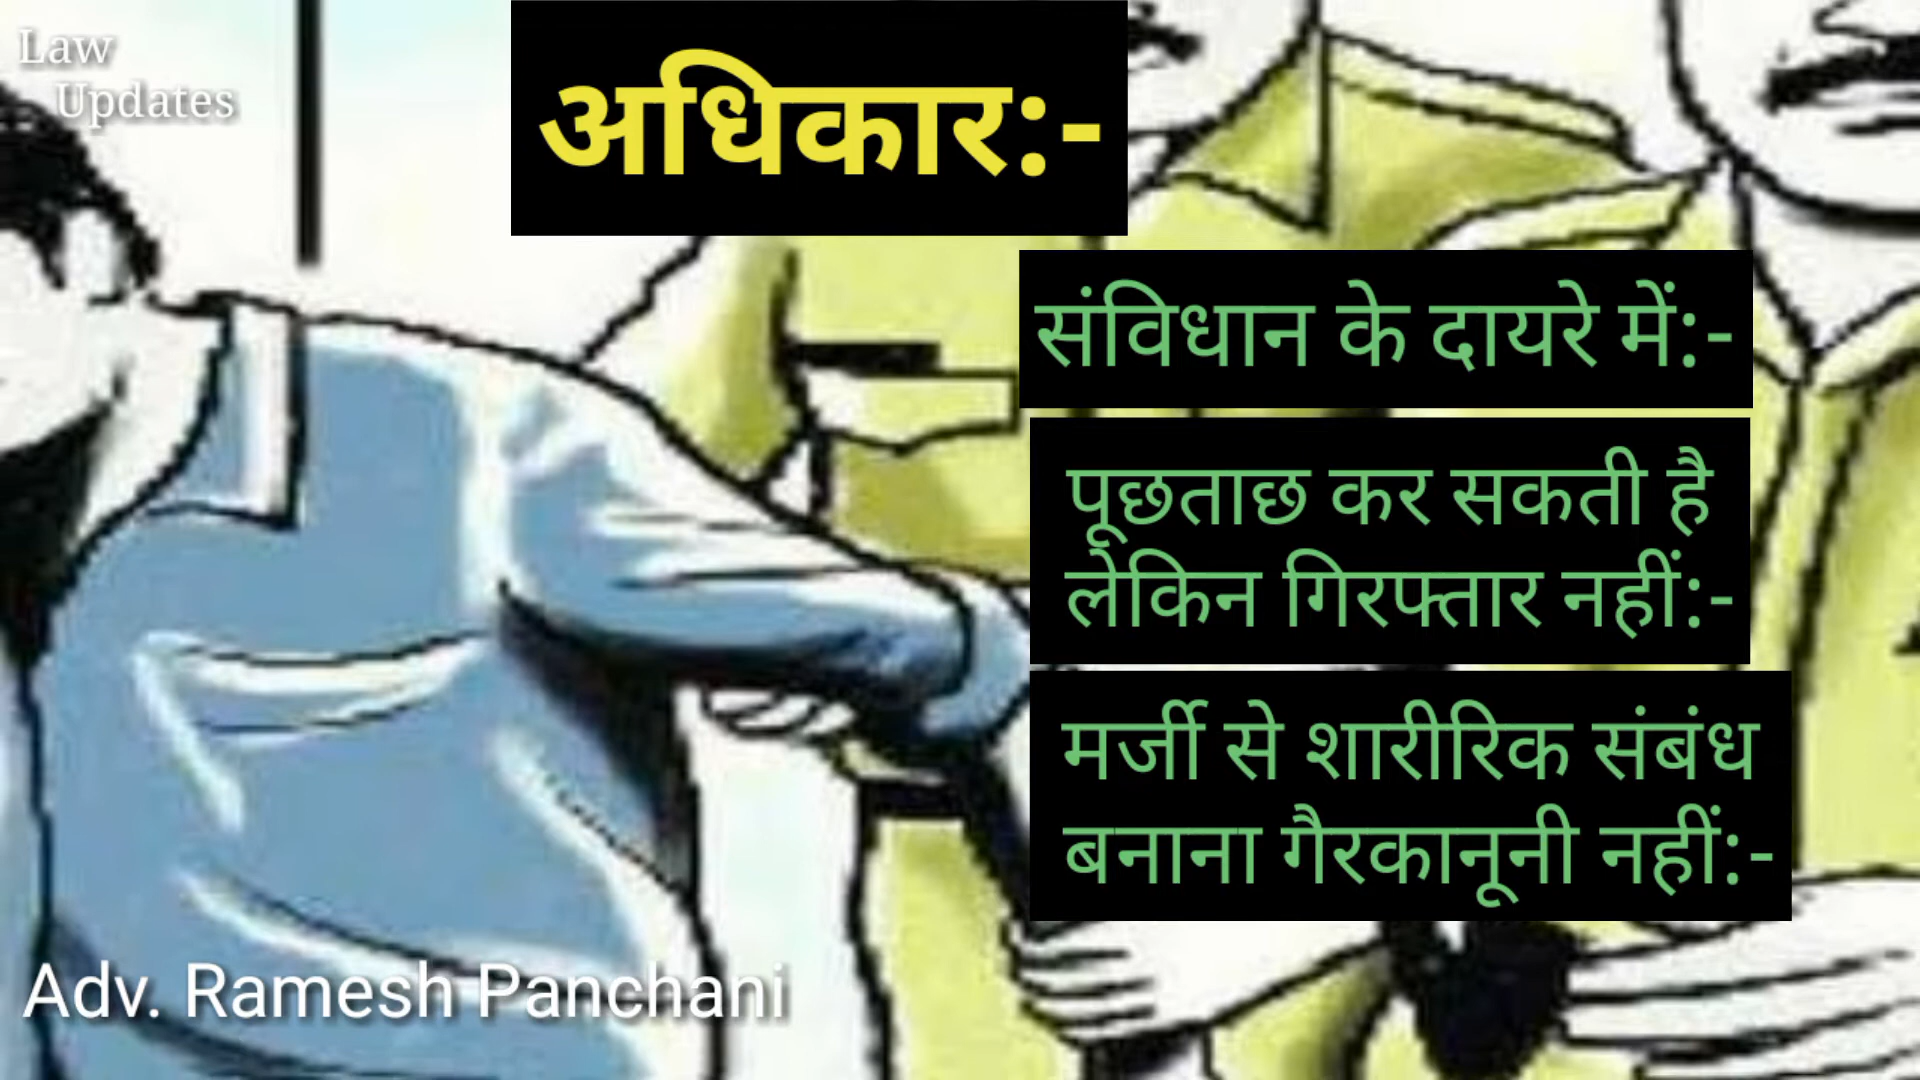 Law
Updates
अधिकार:-
संविधान के दायरे में:-
पूछताछ कर सकती है
लेकिन गिरफ्तार नहीं:-
मर्जी से शारीरिक संबंध
बनाना गैरकानूनी नहीं:-
Adv. Ramesh Panchani